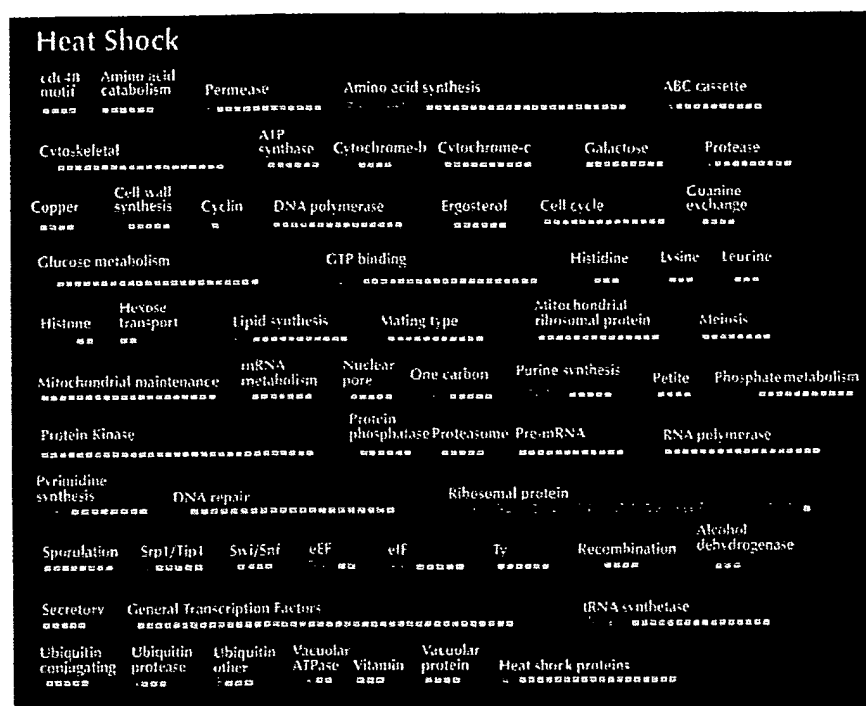 Heat Shock
cdc48 motif Amino acid catabolism Permease Amino acid synthesis ABC cassette
Cytoskeletal ATP synthase Cytochrome-b Cytochrome-c Galactose Protease
Copper Cell wall synthesis Cyclin DNA polymerase Ergosterol Cell cycle Guanine exchange
Glucose metabolism GTP binding Histidine Lysine Leucine
Histone Hexose transport Lipid synthesis Mating type Mitochondrial ribosomal protein Meiosis
Mitochondrial maintenance mRNA metabolism Nuclear pore One carbon Purine synthesis Petite Phosphate metabolism
Protein Kinase Protein phosphatase Proteasome Pre-mRNA RNA polymerase
Pyrimidine synthesis DNA repair Ribosomal protein
Sporulation Srp1/Tip1 Swi/Snf eEF eIF Ty Recombination Alcohol dehydrogenase
Secretory General Transcription Factors tRNA synthetase
Ubiquitin conjugating Ubiquitin protease Ubiquitin other Vacuolar ATPase Vitamin Vacuolar protein Heat shock proteins